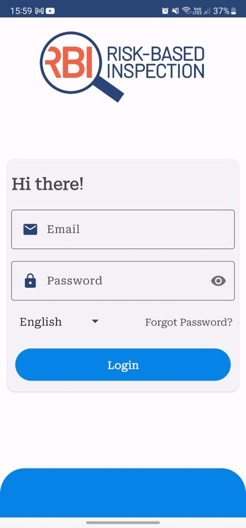 15:59
37%
RBI RISK-BASED
INSPECTION
Hi there!
Email
Password
English Forgot Password?
Login